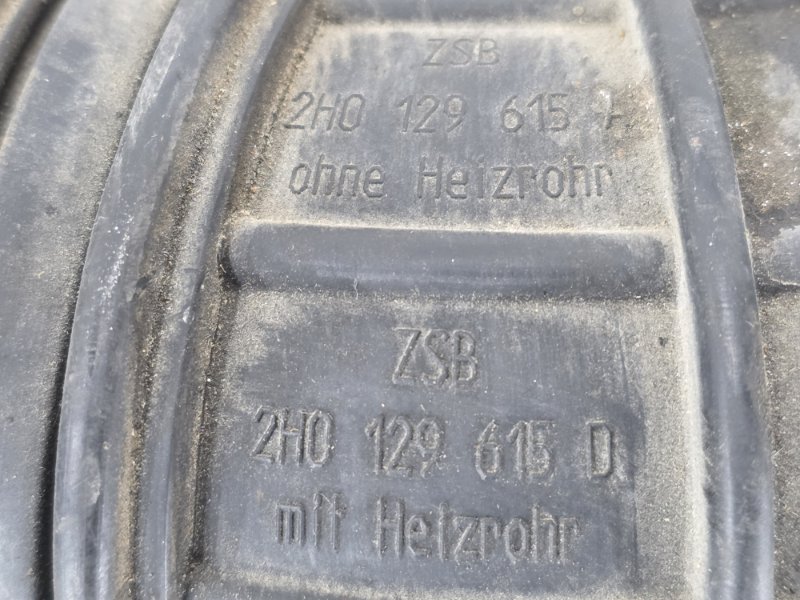 ZSB
2H0 129 615 A
ohne Heizrohr
ZSB
2H0 129 615 D
mit Heizrohr